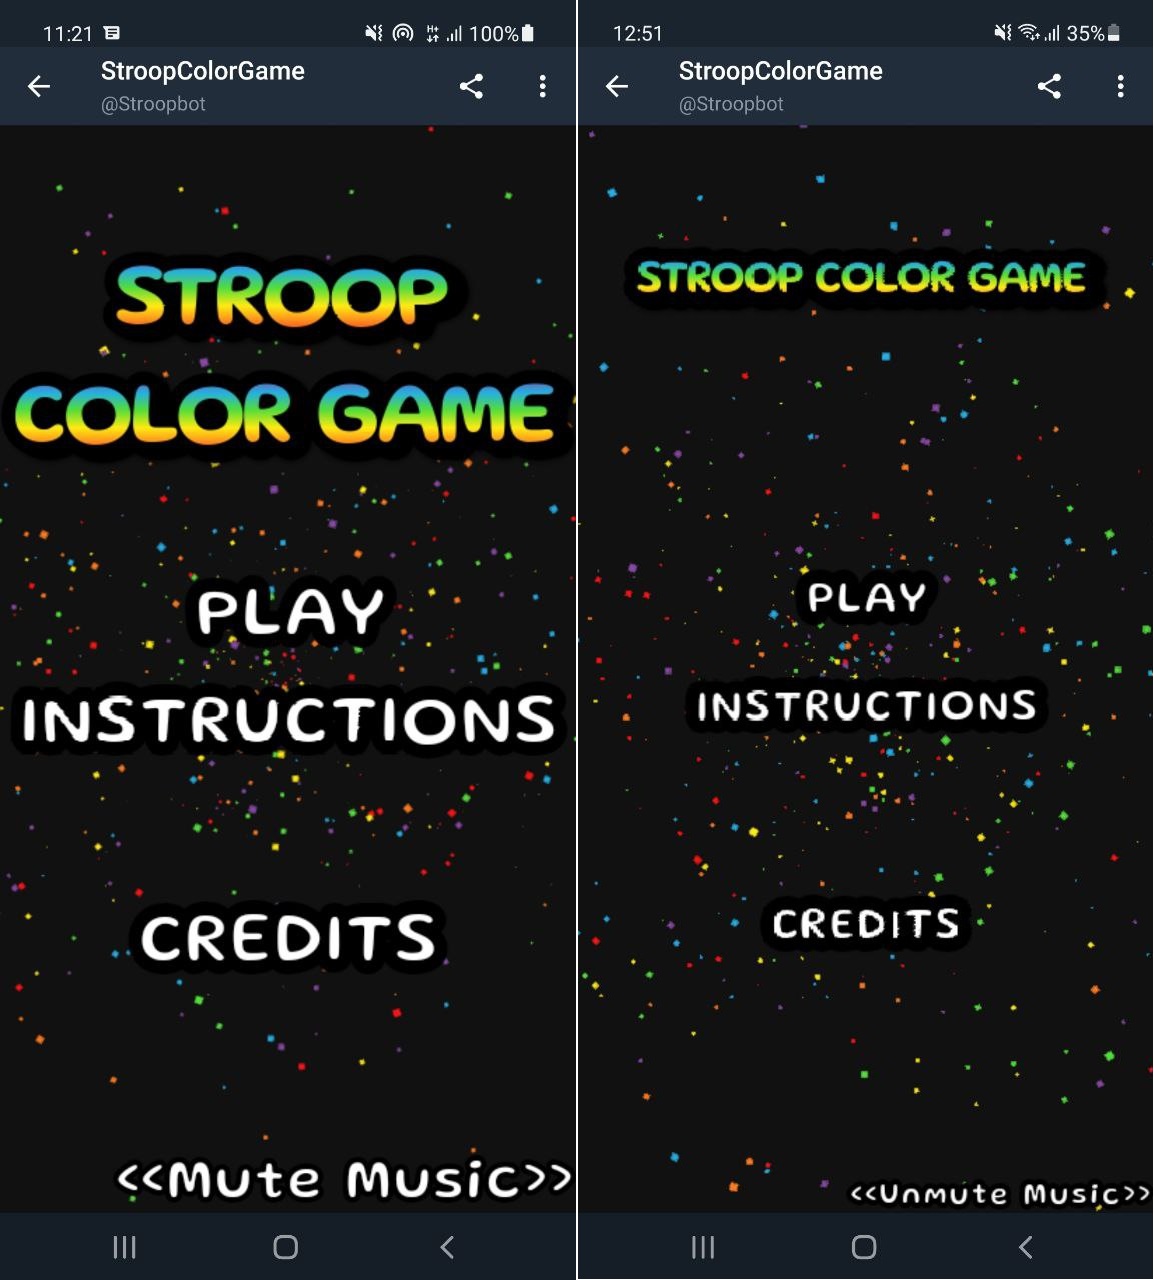 11:21
100%
StroopColorGame
@Stroopbot
STROOP
COLOR GAME
PLAY
INSTRUCTIONS
CREDITS
<<Mute Music>>
12:51
35%
StroopColorGame
@Stroopbot
STROOP COLOR GAME
PLAY
INSTRUCTIONS
CREDITS
<<Unmute Music>>